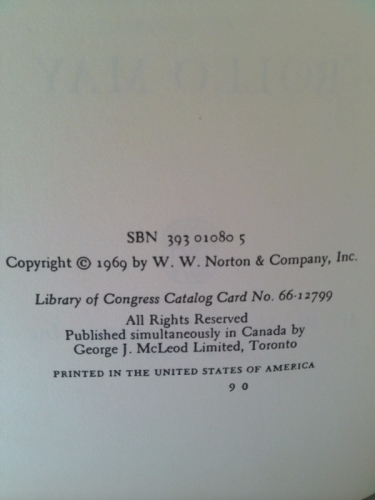 ROLLO MAY
SBN 393 01080 5
Copyright © 1969 by W. W. Norton & Company, Inc.
Library of Congress Catalog Card No. 66-12799
All Rights Reserved
Published simultaneously in Canada by
George J. McLeod Limited, Toronto
PRINTED IN THE UNITED STATES OF AMERICA
9 0